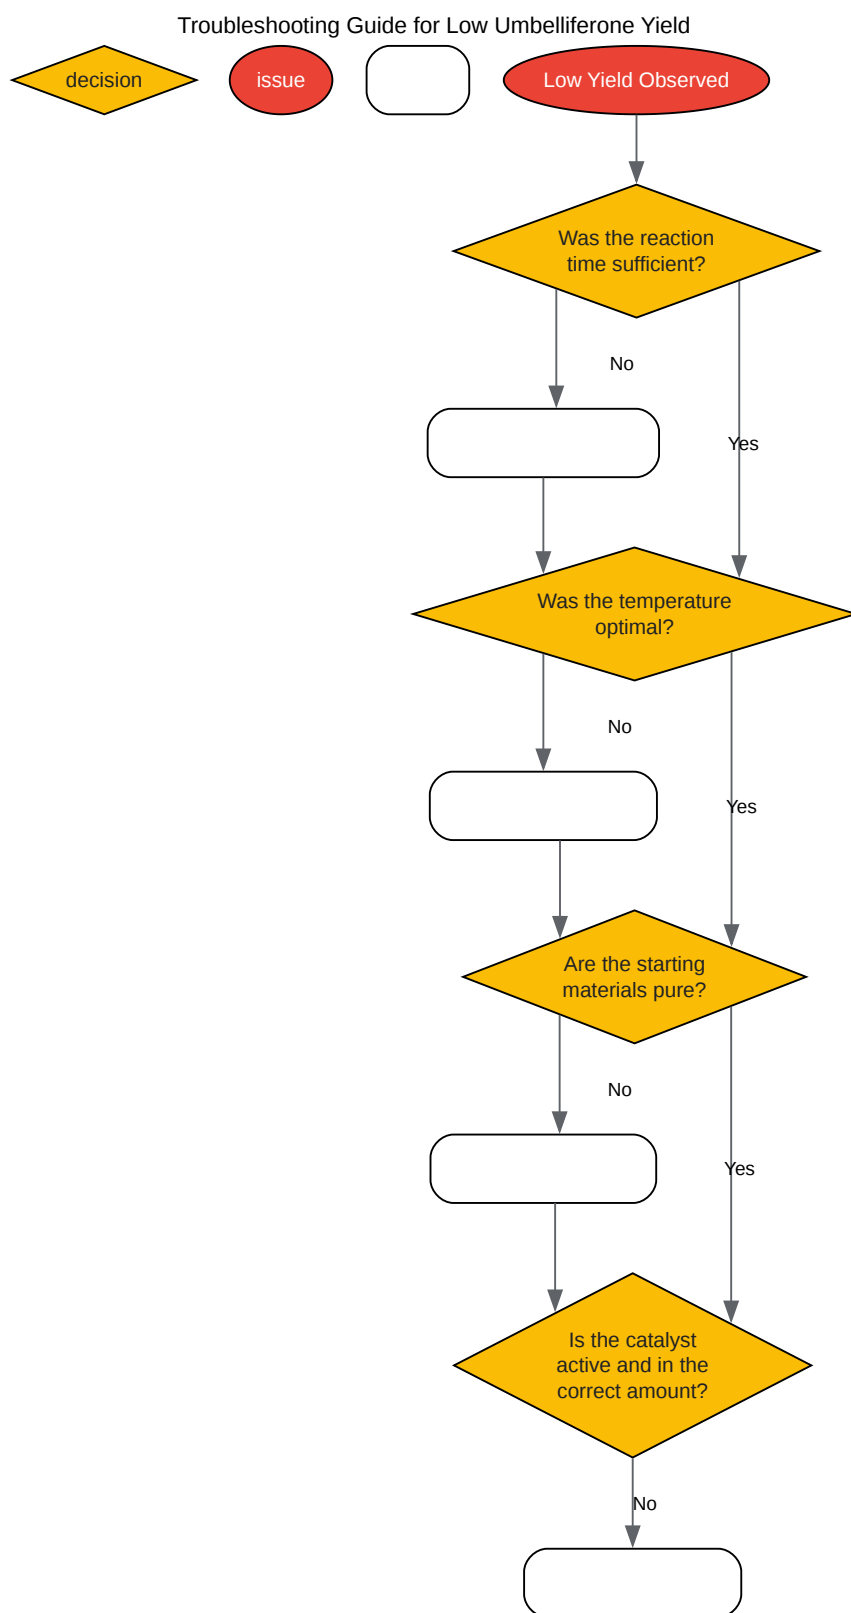 Troubleshooting Guide for Low Umbelliferone Yield
decision
issue
Low Yield Observed
Was the reaction
time sufficient?
No
Yes
Was the temperature
optimal?
No
Yes
Are the starting
materials pure?
No
Yes
Is the catalyst
active and in the
correct amount?
No